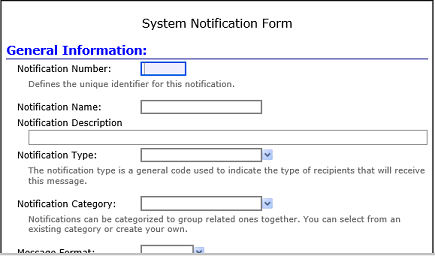 System Notification Form
General Information:
Notification Number:
Defines the unique identifier for this notification.
Notification Name:
Notification Description
Notification Type:
The notification type is a general code used to indicate the type of recipients that will receive
this message.
Notification Category:
Notifications can be categorized to group related ones together. You can select from an
existing category or create your own.
Message Format: